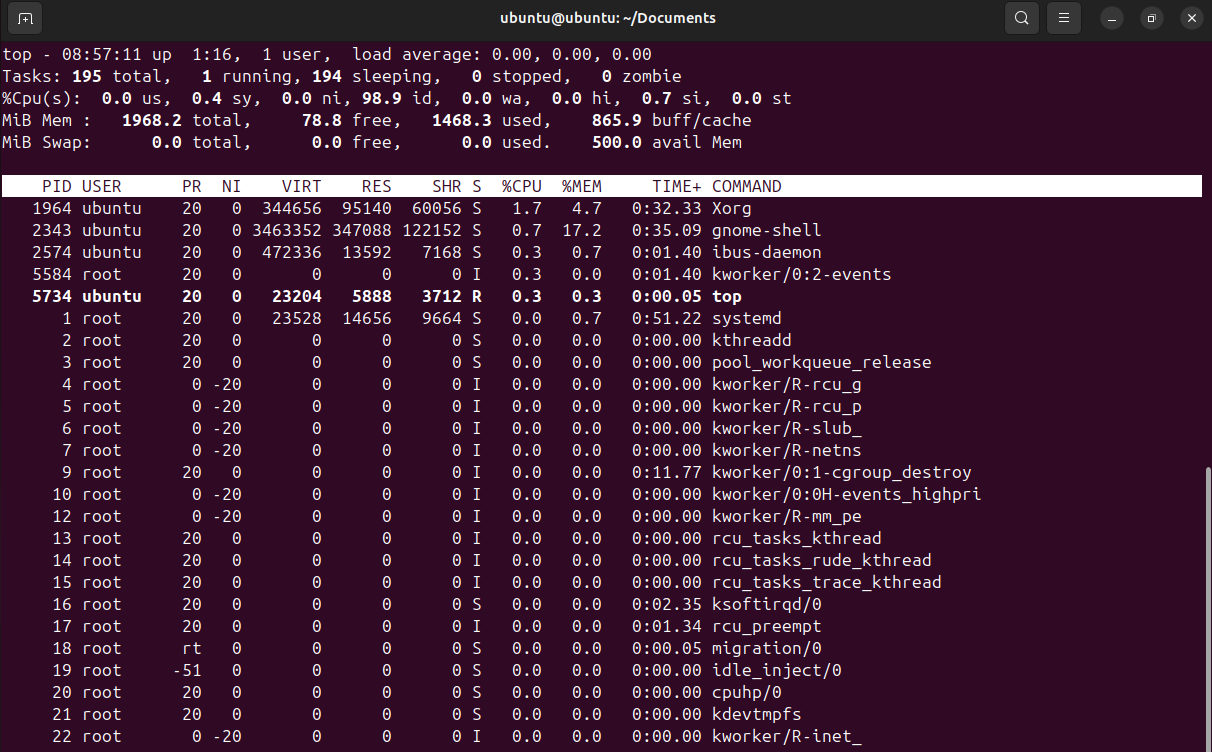 ubuntu@ubuntu: ~/Documents
top - 08:57:11 up  1:16,  1 user,  load average: 0.00, 0.00, 0.00
Tasks: 195 total,   1 running, 194 sleeping,   0 stopped,   0 zombie
%Cpu(s):  0.0 us,  0.4 sy,  0.0 ni, 98.9 id,  0.0 wa,  0.0 hi,  0.7 si,  0.0 st
MiB Mem :   1968.2 total,     78.8 free,   1468.3 used,    865.9 buff/cache
MiB Swap:      0.0 total,      0.0 free,      0.0 used.    500.0 avail Mem
    PID USER      PR  NI    VIRT    RES    SHR S  %CPU  %MEM     TIME+ COMMAND
   1964 ubuntu    20   0  344656  95140  60056 S   1.7   4.7   0:32.33 Xorg
   2343 ubuntu    20   0 3463352 347088 122152 S   0.7  17.2   0:35.09 gnome-shell
   2574 ubuntu    20   0  472336  13592   7168 S   0.3   0.7   0:01.40 ibus-daemon
   5584 root      20   0       0      0      0 I   0.3   0.0   0:01.40 kworker/0:2-events
   5734 ubuntu    20   0   23204   5888   3712 R   0.3   0.3   0:00.05 top
      1 root      20   0   23528  14656   9664 S   0.0   0.7   0:51.22 systemd
      2 root      20   0       0      0      0 S   0.0   0.0   0:00.00 kthreadd
      3 root      20   0       0      0      0 S   0.0   0.0   0:00.00 pool_workqueue_release
      4 root       0 -20       0      0      0 I   0.0   0.0   0:00.00 kworker/R-rcu_g
      5 root       0 -20       0      0      0 I   0.0   0.0   0:00.00 kworker/R-rcu_p
      6 root       0 -20       0      0      0 I   0.0   0.0   0:00.00 kworker/R-slub_
      7 root       0 -20       0      0      0 I   0.0   0.0   0:00.00 kworker/R-netns
      9 root      20   0       0      0      0 I   0.0   0.0   0:11.77 kworker/0:1-cgroup_destroy
     10 root       0 -20       0      0      0 I   0.0   0.0   0:00.00 kworker/0:0H-events_highpri
     12 root       0 -20       0      0      0 I   0.0   0.0   0:00.00 kworker/R-mm_pe
     13 root      20   0       0      0      0 I   0.0   0.0   0:00.00 rcu_tasks_kthread
     14 root      20   0       0      0      0 I   0.0   0.0   0:00.00 rcu_tasks_rude_kthread
     15 root      20   0       0      0      0 I   0.0   0.0   0:00.00 rcu_tasks_trace_kthread
     16 root      20   0       0      0      0 S   0.0   0.0   0:02.35 ksoftirqd/0
     17 root      20   0       0      0      0 I   0.0   0.0   0:01.34 rcu_preempt
     18 root      rt   0       0      0      0 S   0.0   0.0   0:00.05 migration/0
     19 root     -51   0       0      0      0 S   0.0   0.0   0:00.00 idle_inject/0
     20 root      20   0       0      0      0 S   0.0   0.0   0:00.00 cpuhp/0
     21 root      20   0       0      0      0 S   0.0   0.0   0:00.00 kdevtmpfs
     22 root       0 -20       0      0      0 I   0.0   0.0   0:00.00 kworker/R-inet_